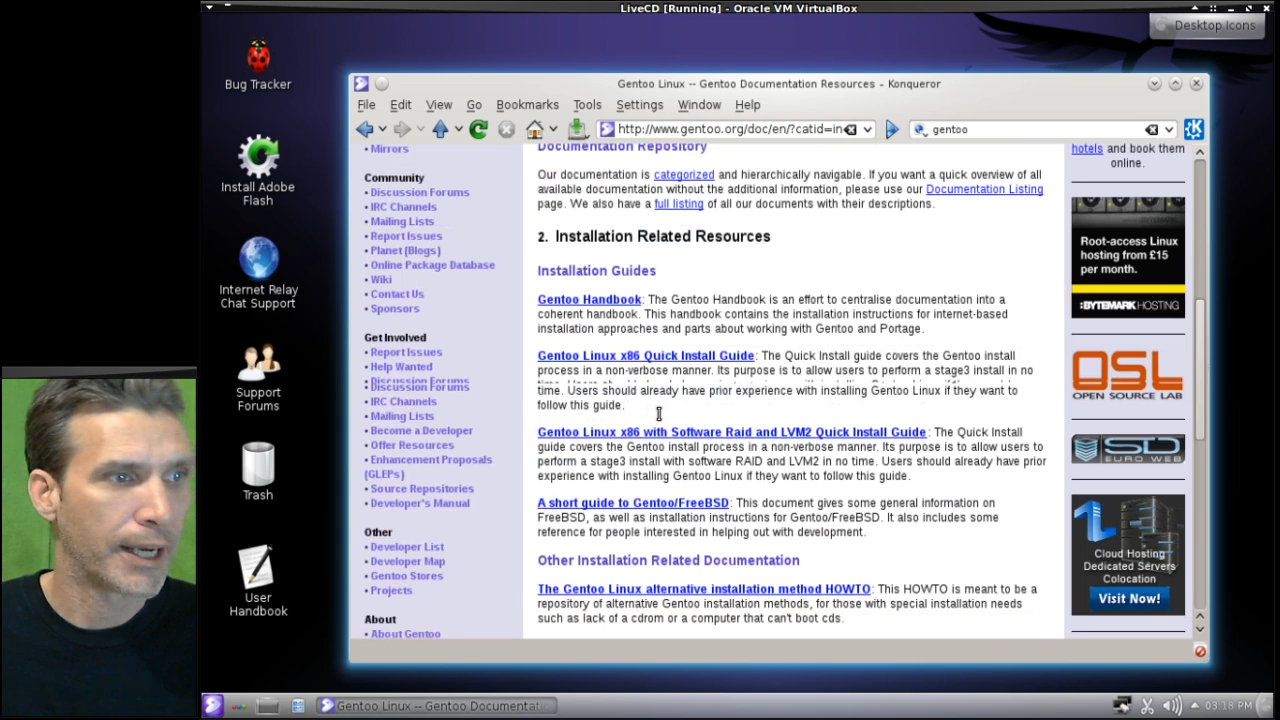 LiveCD [Running] - Oracle VM VirtualBox
Desktop Icons
Bug Tracker
Install Adobe
Flash
Internet Relay
Chat Support
Support
Forums
Trash
User
Handbook
Gentoo Linux -- Gentoo Documentation Resources – Konqueror
File Edit View Go Bookmarks Tools Settings Window Help
http://www.gentoo.org/doc/en/?catid=in
gentoo
• Mirrors
Community
• Discussion Forums
• IRC Channels
• Mailing Lists
• Report Issues
• Planet (Blogs)
• Online Package Database
• Wiki
• Contact Us
• Sponsors
Get Involved
• Report Issues
• Help Wanted
• Discussion Forums
• IRC Channels
• Mailing Lists
• Become a Developer
• Offer Resources
• Enhancement Proposals
(GLEPs)
• Source Repositories
• Developer's Manual
Other
• Developer List
• Developer Map
• Gentoo Stores
• Projects
About
• About Gentoo
Documentation Repository
Our documentation is categorized and hierarchically navigable. If you want a quick overview of all
available documentation without the additional information, please use our Documentation Listing
page. We also have a full listing of all our documents with their descriptions.
2. Installation Related Resources
Installation Guides
Gentoo Handbook: The Gentoo Handbook is an effort to centralise documentation into a
coherent handbook. This handbook contains the installation instructions for internet-based
installation approaches and parts about working with Gentoo and Portage.
Gentoo Linux x86 Quick Install Guide: The Quick Install guide covers the Gentoo install
process in a non-verbose manner. Its purpose is to allow users to perform a stage3 install in no
time. Users should already have prior experience with installing Gentoo Linux if they want to
follow this guide.
Gentoo Linux x86 with Software Raid and LVM2 Quick Install Guide: The Quick Install
guide covers the Gentoo install process in a non-verbose manner. Its purpose is to allow users to
perform a stage3 install with software RAID and LVM2 in no time. Users should already have prior
experience with installing Gentoo Linux if they want to follow this guide.
A short guide to Gentoo/FreeBSD: This document gives some general information on
FreeBSD, as well as installation instructions for Gentoo/FreeBSD. It also includes some
reference for people interested in helping out with development.
Other Installation Related Documentation
The Gentoo Linux alternative installation method HOWTO: This HOWTO is meant to be a
repository of alternative Gentoo installation methods, for those with special installation needs
such as lack of a cdrom or a computer that can't boot cds.
hotels and book them
online.
Root-access Linux
hosting from £15
per month.
:BYTEMARK HOSTING
OSL
OPEN SOURCE LAB
SD
EURO WEB
Cloud Hosting
Dedicated Servers
Colocation
Visit Now!
Gentoo Linux -- Gentoo Documentati
03:18 PM